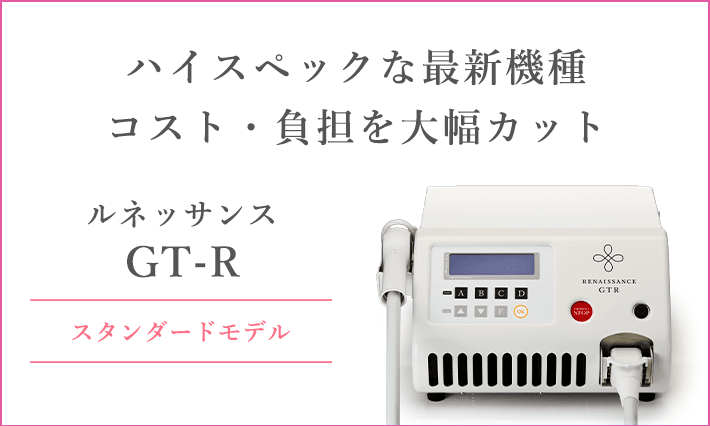 ハイスペックな最新機種
コスト・負担を大幅カット
ルネッサンス
GT-R
スタンダードモデル
RENAISSANCE
GTR
A B C D
F OK
STOP